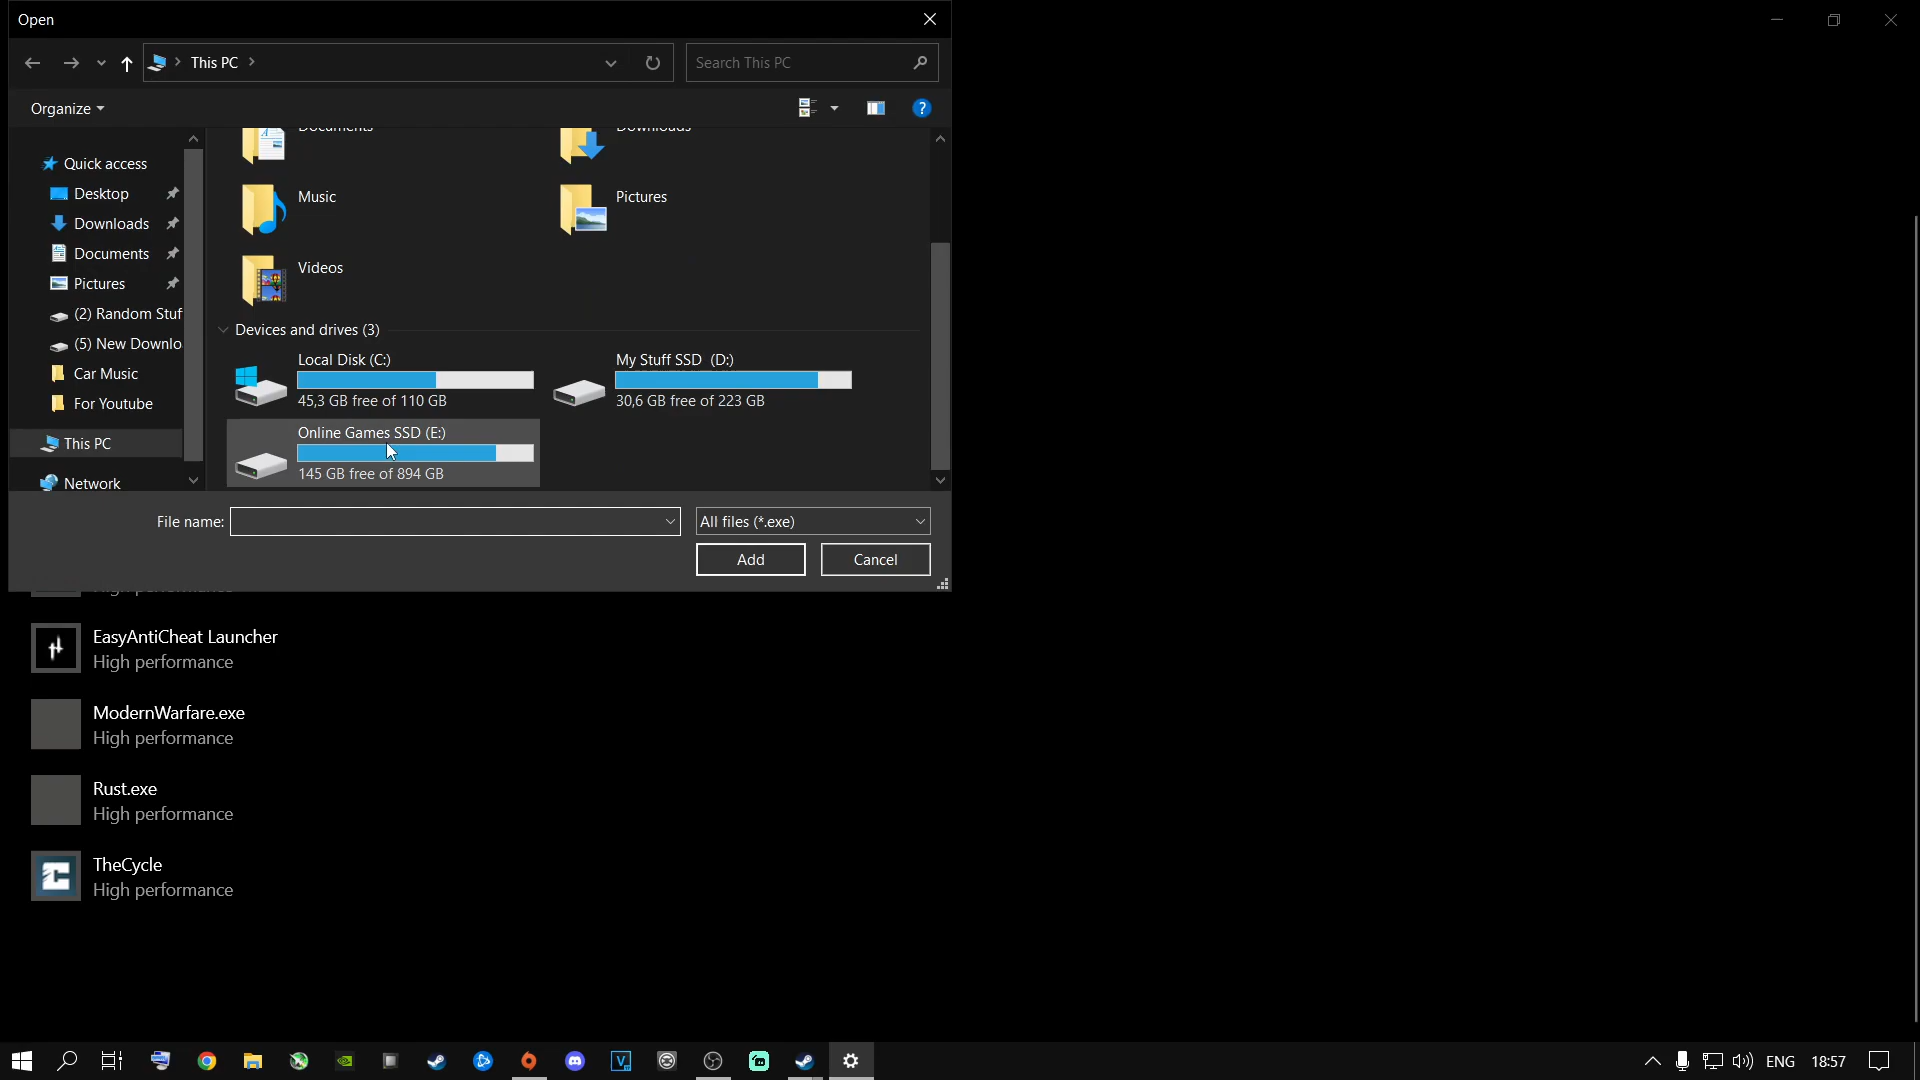 Open
This PC
Search This PC
Organize
Quick access
Desktop
Downloads
Documents
Pictures
(2) Random Stuf
(5) New Downlo
Car Music
For Youtube
This PC
Network
Documents
Downloads
Music
Pictures
Videos
Devices and drives (3)
Local Disk (C:)
45,3 GB free of 110 GB
My Stuff SSD (D:)
30,6 GB free of 223 GB
Online Games SSD (E:)
145 GB free of 894 GB
File name:
All files (*.exe)
Add
Cancel
High performance
EasyAntiCheat Launcher
High performance
ModernWarfare.exe
High performance
Rust.exe
High performance
TheCycle
High performance
ENG
18:57